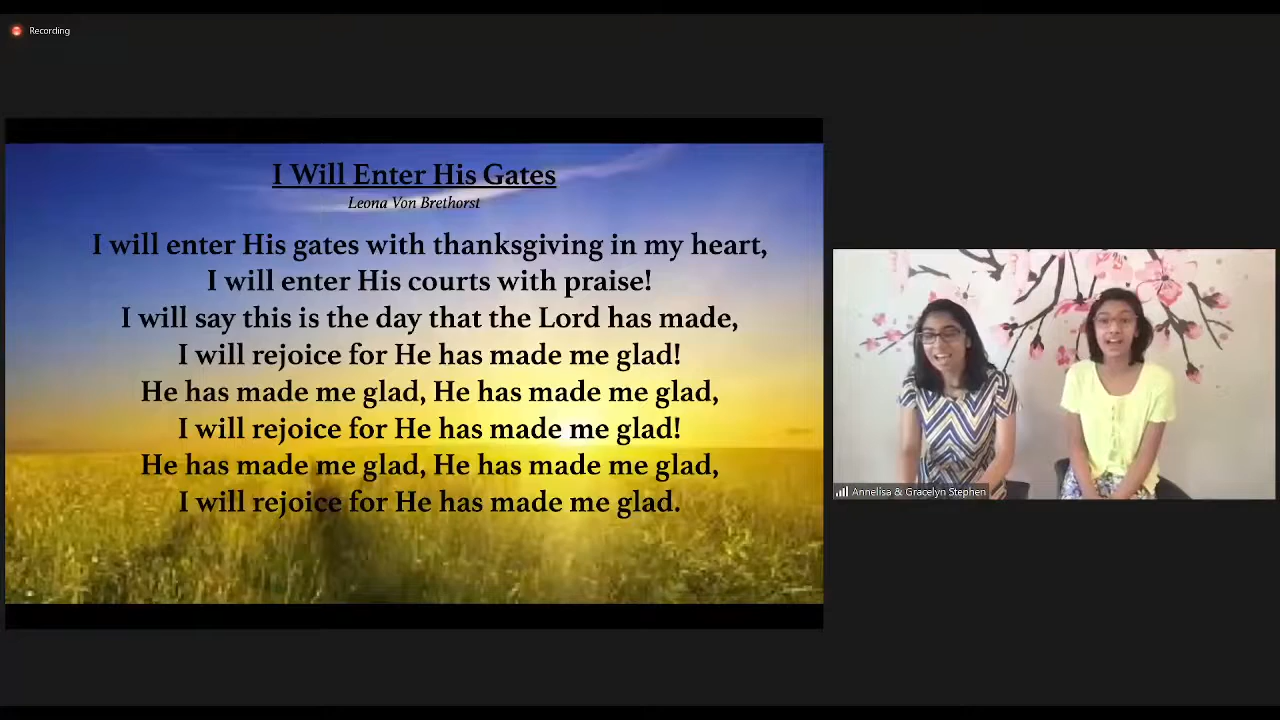 Recording
I Will Enter His Gates
Leona Von Brethorst
I will enter His gates with thanksgiving in my heart,
I will enter His courts with praise!
I will say this is the day that the Lord has made,
I will rejoice for He has made me glad!
He has made me glad, He has made me glad,
I will rejoice for He has made me glad!
He has made me glad, He has made me glad,
I will rejoice for He has made me glad.
Annelisa & Gracelyn Stephen